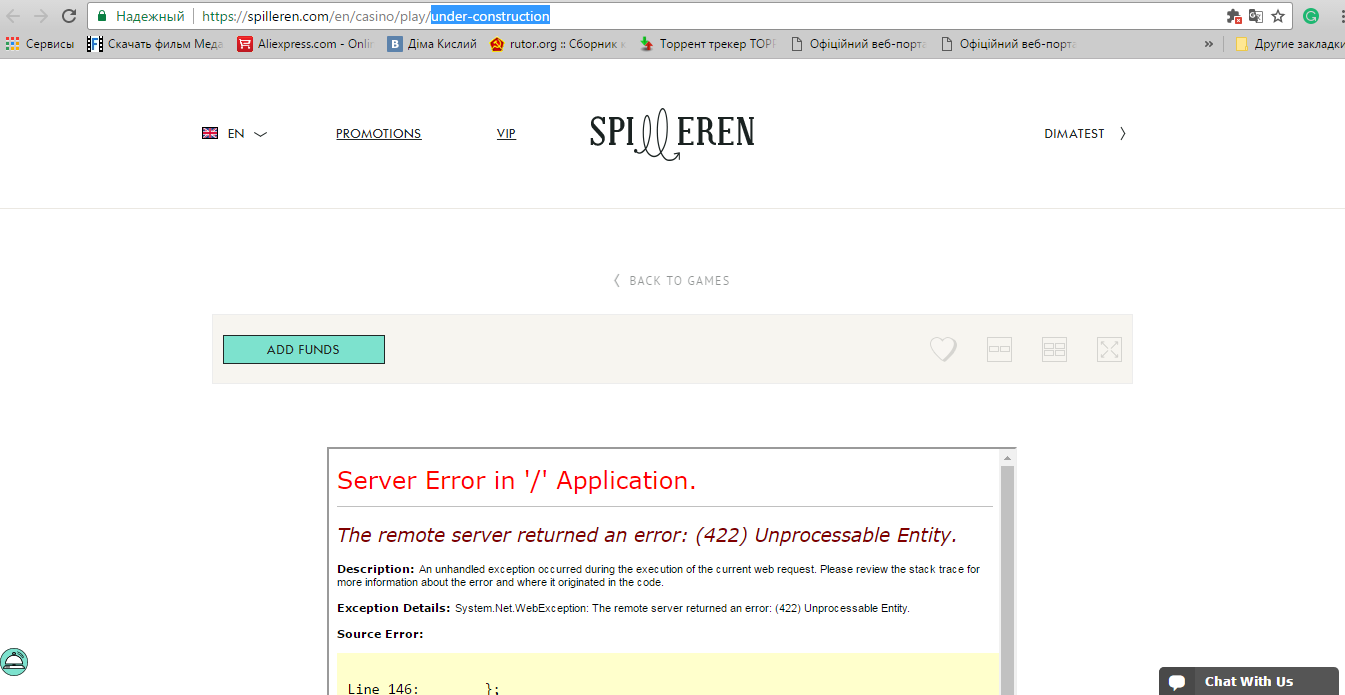 Надежный https://spilleren.com/en/casino/play/under-construction
Сервисы Скачать фильм Меда Aliexpress.com - Onli Діма Кислий rutor.org :: Сборник Торрент трекер ТОР Офіційний веб-порта Офіційний веб-порта » Другие закладки
EN PROMOTIONS VIP SPILLEREN DIMATEST
BACK TO GAMES
ADD FUNDS
Server Error in '/' Application.
The remote server returned an error: (422) Unprocessable Entity.
Description: An unhandled exception occurred during the execution of the current web request. Please review the stack trace for
more information about the error and where it originated in the code.
Exception Details: System.Net.WebException: The remote server returned an error: (422) Unprocessable Entity.
Source Error:
Line 146: };
Chat With Us